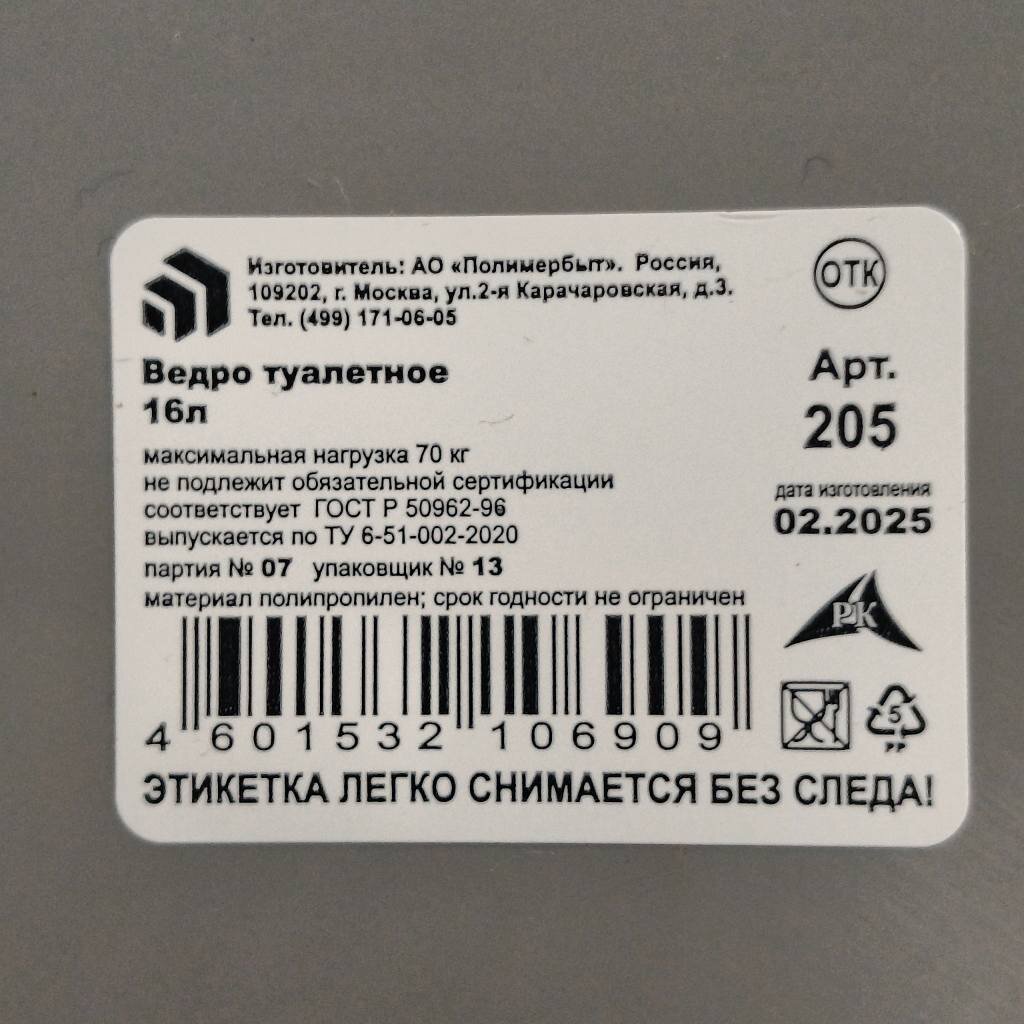 Изготовитель: АО «Полимербыт». Россия,
109202, г. Москва, ул.2-я Карачаровская, д.3.
Тел. (499) 171-06-05
ОТК
Ведро туалетное
16л
Арт.
205
максимальная нагрузка 70 кг
не подлежит обязательной сертификации
соответствует ГОСТ Р 50962-96
выпускается по ТУ 6-51-002-2020
дата изготовления
02.2025
партия № 07 упаковщик № 13
материал полипропилен; срок годности не ограничен
РК
5
PP
4 601532 106909
ЭТИКЕТКА ЛЕГКО СНИМАЕТСЯ БЕЗ СЛЕДА!